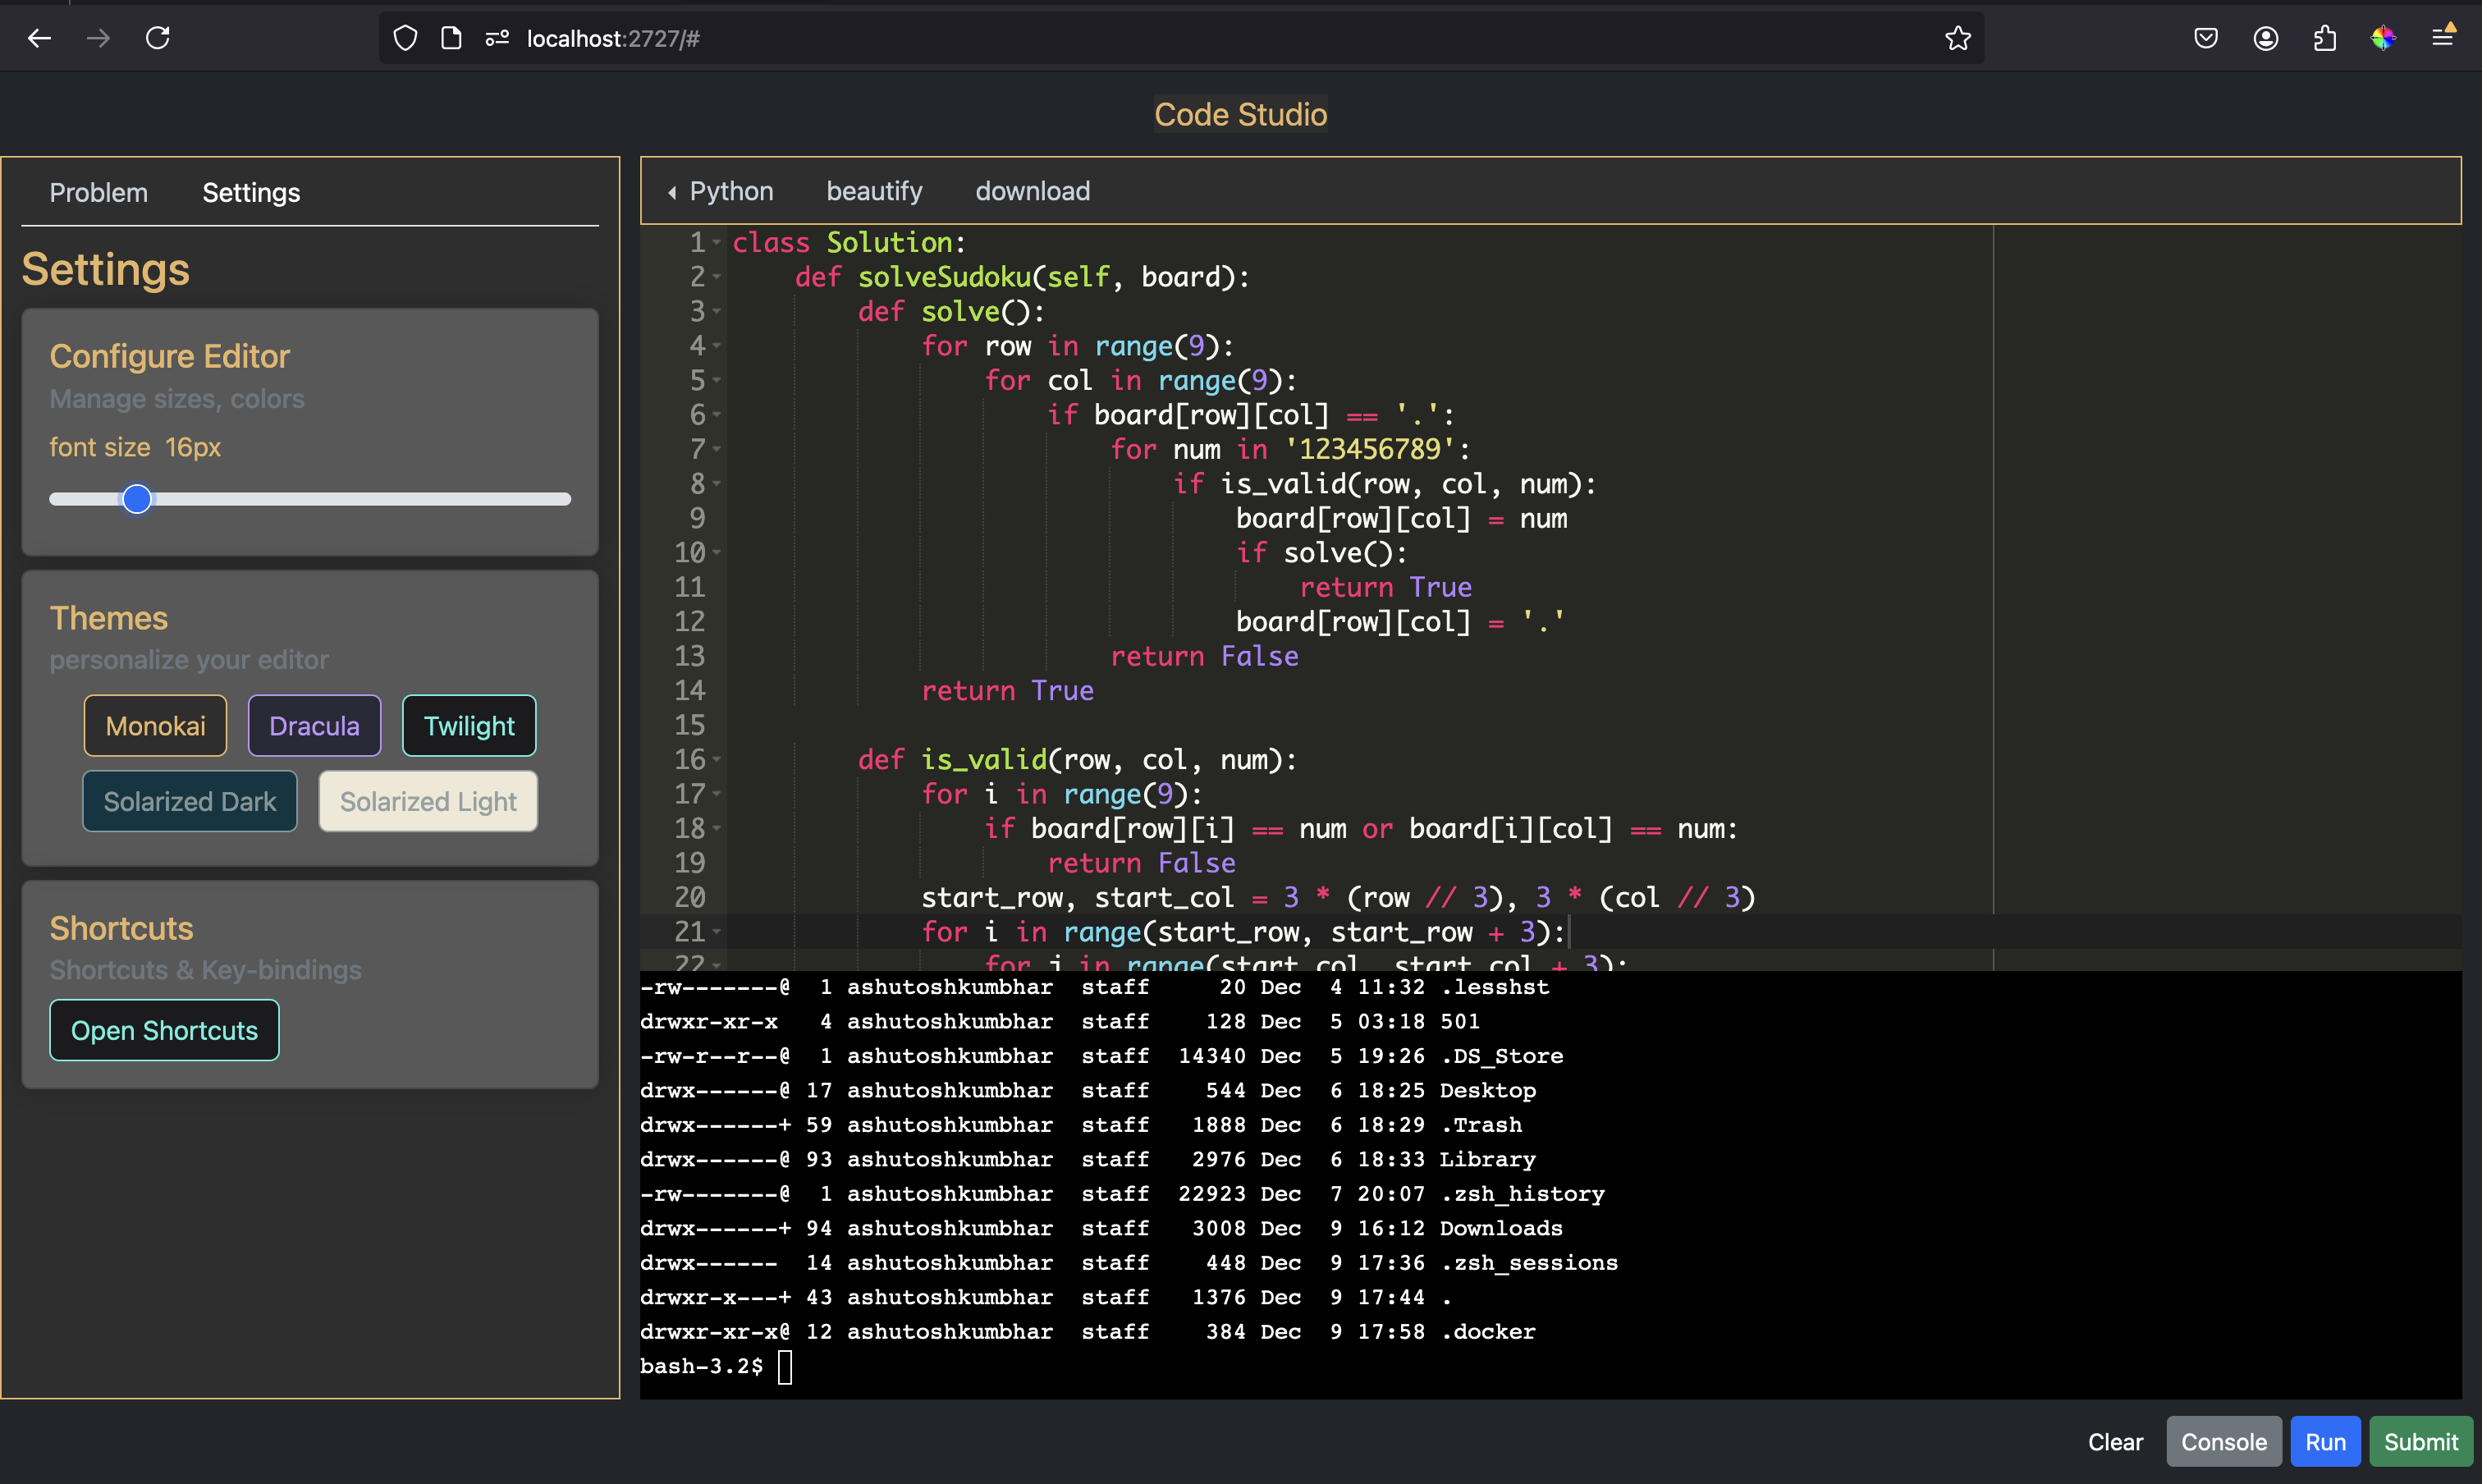 localhost:2727/#
Code Studio
Problem Settings
Settings
Configure Editor
Manage sizes, colors
font size 16px
Themes
personalize your editor
Monokai Dracula Twilight
Solarized Dark Solarized Light
Shortcuts
Shortcuts & Key-bindings
Open Shortcuts
Python beautify download
1 class Solution:
2     def solveSudoku(self, board):
3         def solve():
4             for row in range(9):
5                 for col in range(9):
6                     if board[row][col] == '.':
7                         for num in '123456789':
8                             if is_valid(row, col, num):
9                                 board[row][col] = num
10                                 if solve():
11                                     return True
12                                 board[row][col] = '.'
13                         return False
14             return True
15
16         def is_valid(row, col, num):
17             for i in range(9):
18                 if board[row][i] == num or board[i][col] == num:
19                     return False
20             start_row, start_col = 3 * (row // 3), 3 * (col // 3)
21             for i in range(start_row, start_row + 3):
22                 for j in range(start_col, start_col + 3):
-rw-------@  1 ashutoshkumbhar  staff     20 Dec  4 11:32 .lesshst
drwxr-xr-x   4 ashutoshkumbhar  staff    128 Dec  5 03:18 501
-rw-r--r--@  1 ashutoshkumbhar  staff  14340 Dec  5 19:26 .DS_Store
drwx------@ 17 ashutoshkumbhar  staff    544 Dec  6 18:25 Desktop
drwx------+ 59 ashutoshkumbhar  staff   1888 Dec  6 18:29 .Trash
drwx------@ 93 ashutoshkumbhar  staff   2976 Dec  6 18:33 Library
-rw-------@  1 ashutoshkumbhar  staff  22923 Dec  7 20:07 .zsh_history
drwx------+ 94 ashutoshkumbhar  staff   3008 Dec  9 16:12 Downloads
drwx------  14 ashutoshkumbhar  staff    448 Dec  9 17:36 .zsh_sessions
drwxr-x---+ 43 ashutoshkumbhar  staff   1376 Dec  9 17:44 .
drwxr-xr-x@ 12 ashutoshkumbhar  staff    384 Dec  9 17:58 .docker
bash-3.2$
Clear Console Run Submit